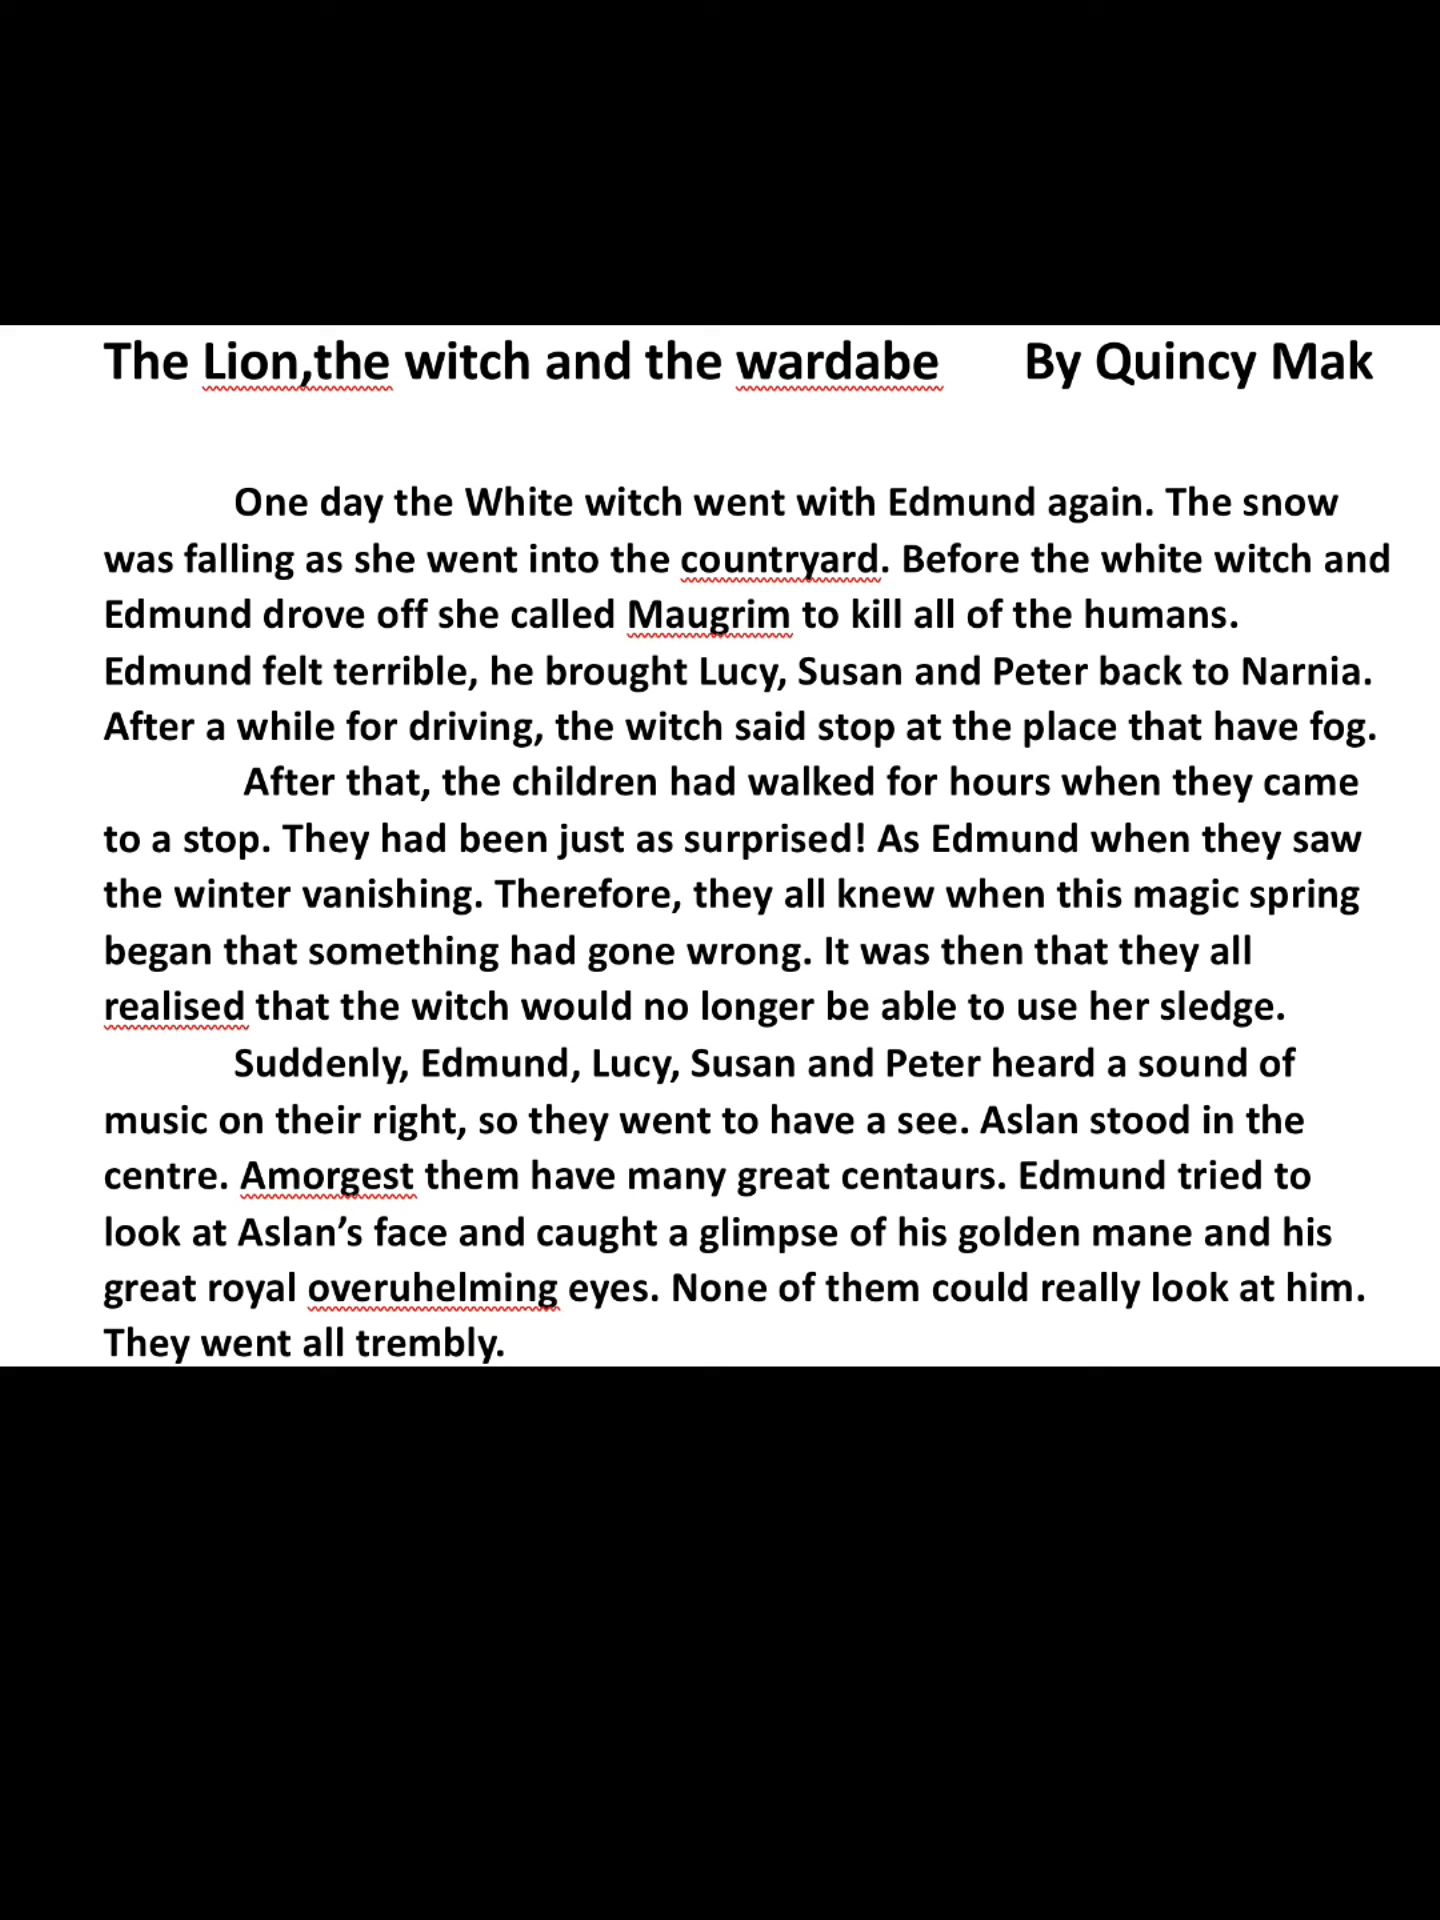 The Lion,the witch and the wardabe By Quincy Mak
One day the White witch went with Edmund again. The snow
was falling as she went into the countryard. Before the white witch and
Edmund drove off she called Maugrim to kill all of the humans.
Edmund felt terrible, he brought Lucy, Susan and Peter back to Narnia.
After a while for driving, the witch said stop at the place that have fog.
After that, the children had walked for hours when they came
to a stop. They had been just as surprised! As Edmund when they saw
the winter vanishing. Therefore, they all knew when this magic spring
began that something had gone wrong. It was then that they all
realised that the witch would no longer be able to use her sledge.
Suddenly, Edmund, Lucy, Susan and Peter heard a sound of
music on their right, so they went to have a see. Aslan stood in the
centre. Amorgest them have many great centaurs. Edmund tried to
look at Aslan’s face and caught a glimpse of his golden mane and his
great royal overuhelming eyes. None of them could really look at him.
They went all trembly.